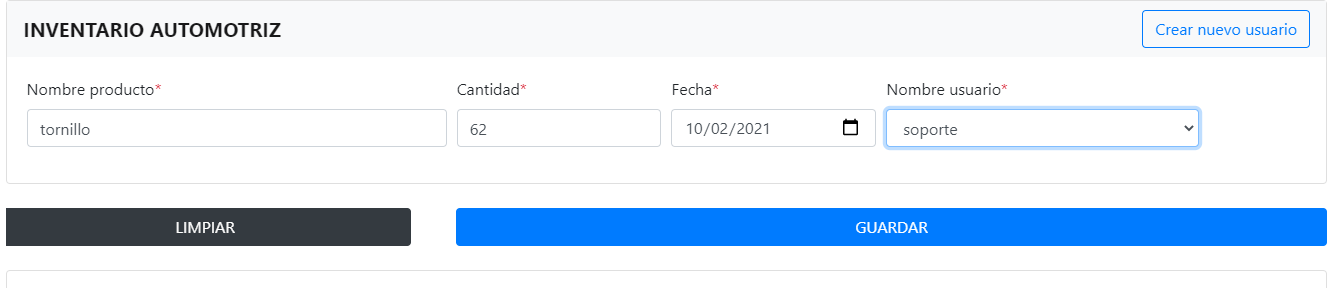 INVENTARIO AUTOMOTRIZ
Crear nuevo usuario
Nombre producto* Cantidad* Fecha* Nombre usuario*
tornillo 62 10/02/2021 soporte
LIMPIAR GUARDAR